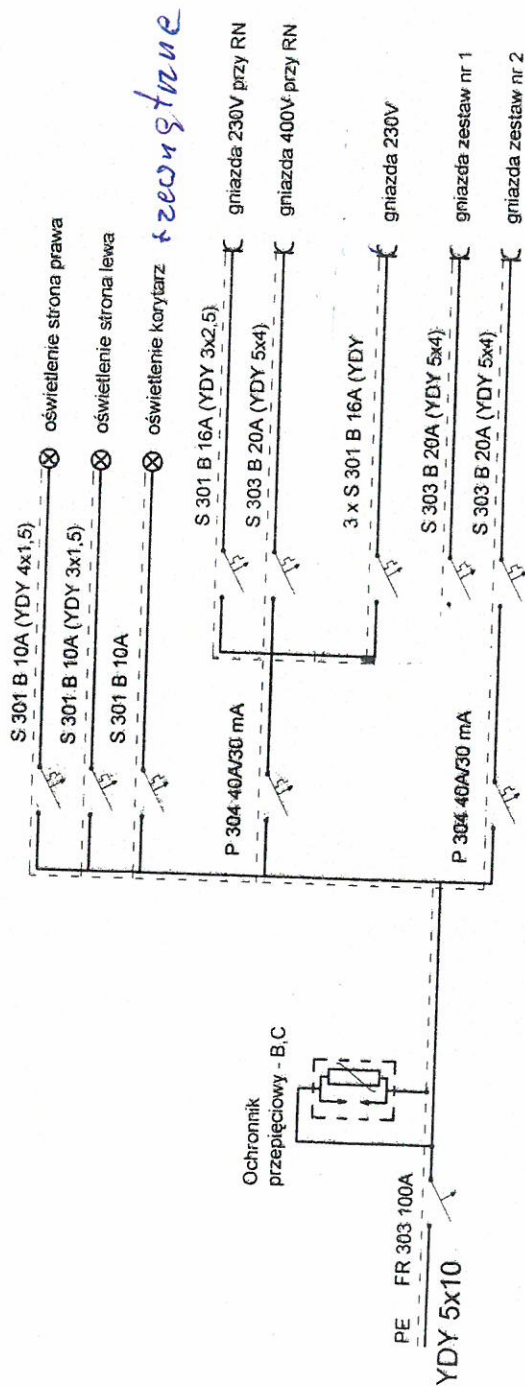 S 301 B 10A (YDY 4x1,5)
oświetlenie strona prawa
S 301 B 10A (YDY 3x1,5)
oświetlenie strona lewa
S 301 B 10A
oświetlenie korytarz + zewnętrzne
S 301 B 16A (YDY 3x2,5)
gniazda 230V przy RN
P 304 40A/30 mA
S 303 B 20A (YDY 5x4)
gniazda 400V przy RN
3 x S 301 B 16A (YDY
gniazda 230V
S 303 B 20A (YDY 5x4)
gniazda zestaw nr 1
P 304 40A/30 mA
S 303 B 20A (YDY 5x4)
gniazda zestaw nr 2
Ochronnik
przepięciowy - B,C
PE FR 303 100A
YDY 5x10